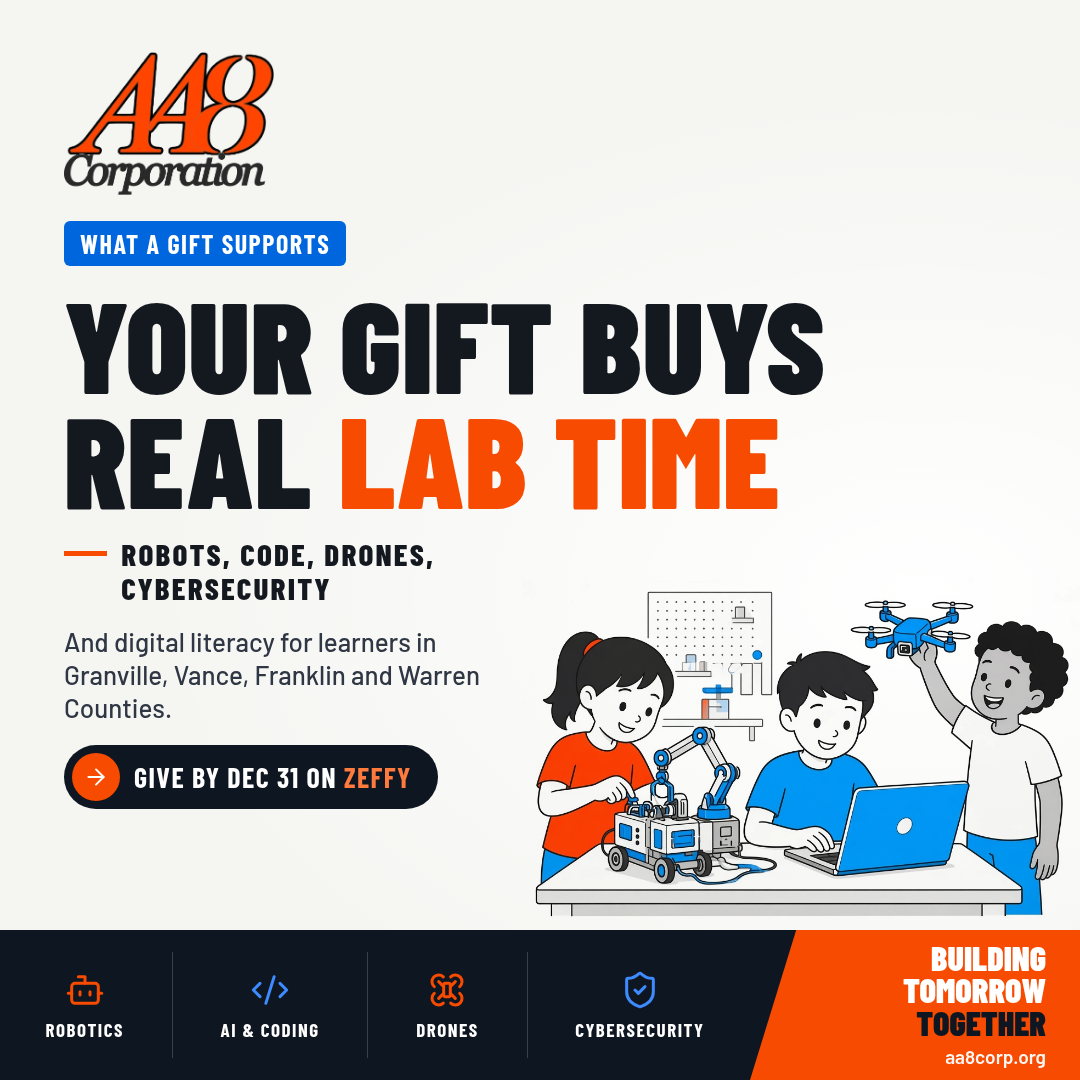 AA8
Corporation
WHAT A GIFT SUPPORTS
YOUR GIFT BUYS
REAL LAB TIME
ROBOTS, CODE, DRONES,
CYBERSECURITY
And digital literacy for learners in
Granville, Vance, Franklin and Warren
Counties.
GIVE BY DEC 31 ON ZEFFY
ROBOTICS
AI & CODING
DRONES
CYBERSECURITY
BUILDING
TOMORROW
TOGETHER
aa8corp.org